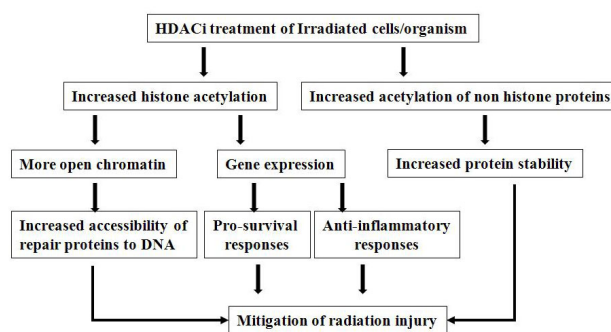 HDACi treatment of Irradiated cells/organism
Increased histone acetylation
Increased acetylation of non histone proteins
More open chromatin
Gene expression
Increased protein stability
Increased accessibility of
repair proteins to DNA
Pro-survival
responses
Anti-inflammatory
responses
Mitigation of radiation injury